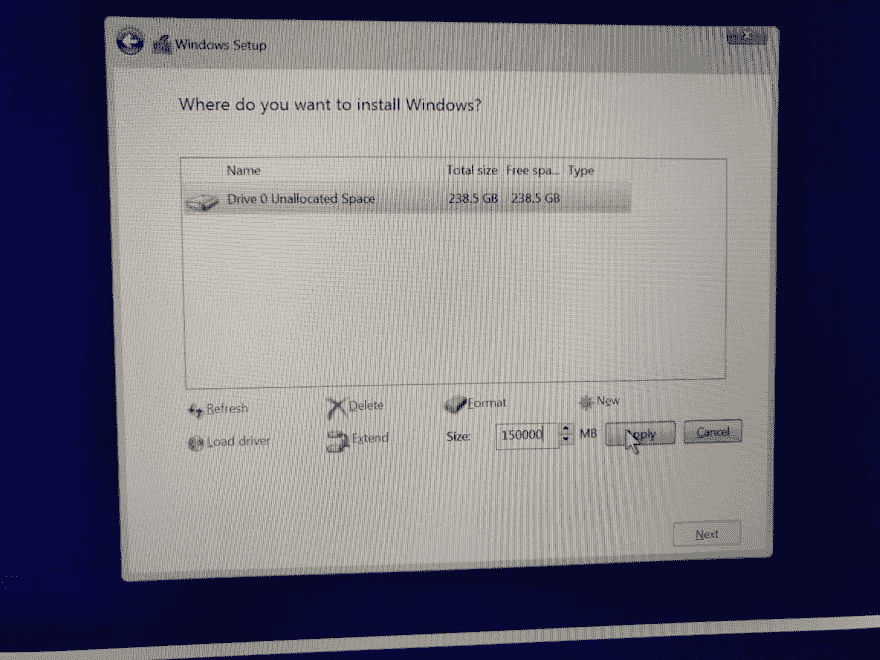 Windows Setup
Where do you want to install Windows?
Name Total size Free spa... Type
Drive 0 Unallocated Space 238.5 GB 238.5 GB
Refresh Delete Format New
Load driver Extend Size: 150000 MB Apply Cancel
Next